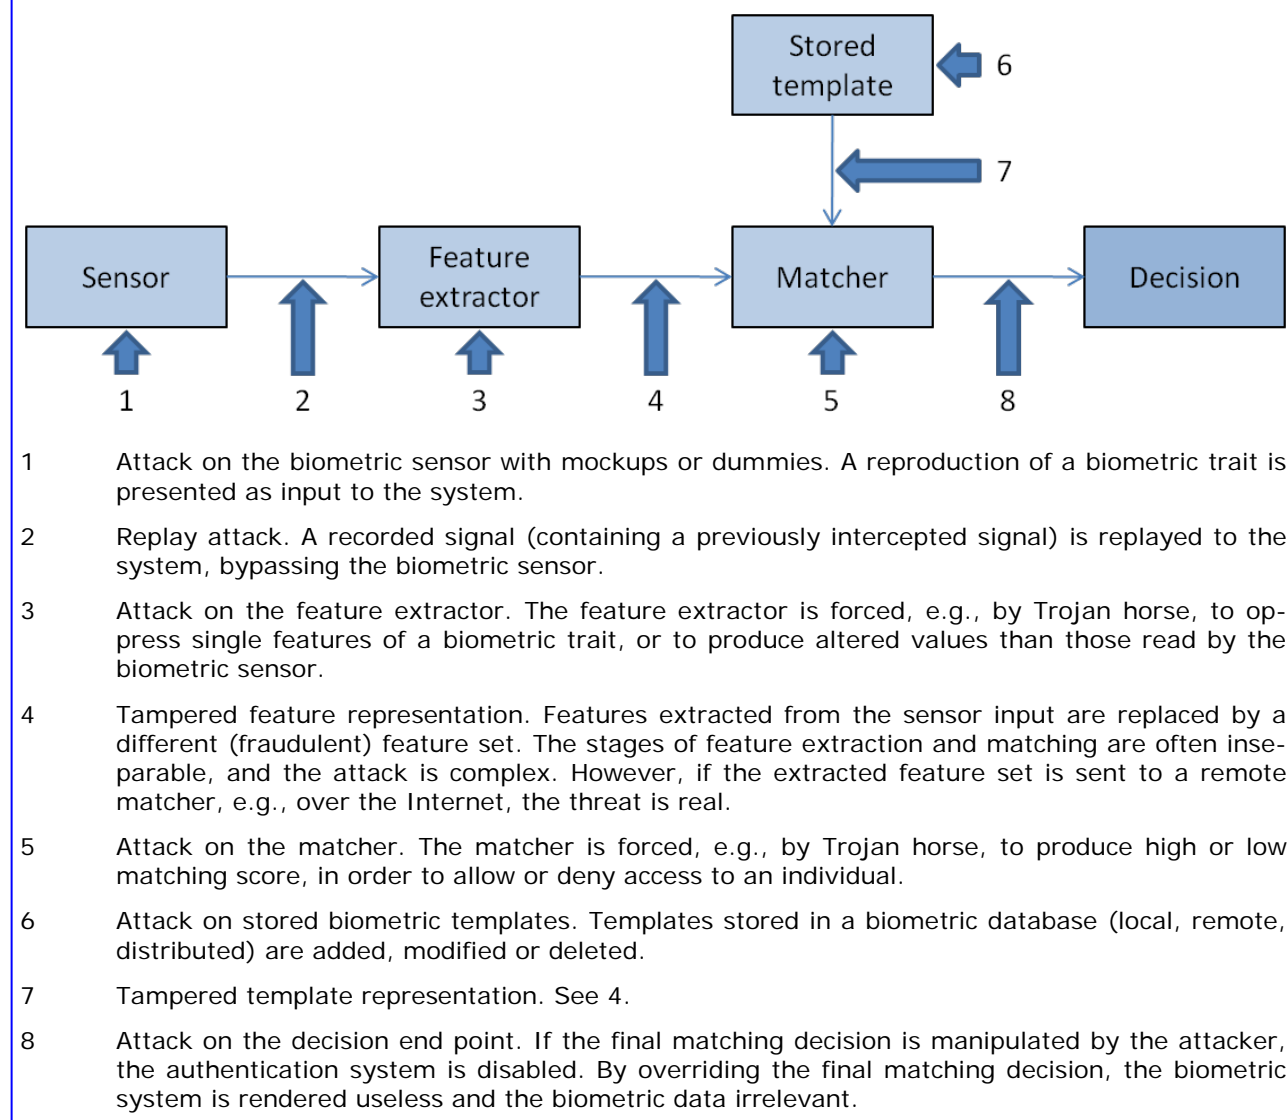 Stored
template
6
7
Sensor
Feature
extractor
Matcher
Decision
1 2 3 4 5 8
1 Attack on the biometric sensor with mockups or dummies. A reproduction of a biometric trait is
presented as input to the system.
2 Replay attack. A recorded signal (containing a previously intercepted signal) is replayed to the
system, bypassing the biometric sensor.
3 Attack on the feature extractor. The feature extractor is forced, e.g., by Trojan horse, to op-
press single features of a biometric trait, or to produce altered values than those read by the
biometric sensor.
4 Tampered feature representation. Features extracted from the sensor input are replaced by a
different (fraudulent) feature set. The stages of feature extraction and matching are often inse-
parable, and the attack is complex. However, if the extracted feature set is sent to a remote
matcher, e.g., over the Internet, the threat is real.
5 Attack on the matcher. The matcher is forced, e.g., by Trojan horse, to produce high or low
matching score, in order to allow or deny access to an individual.
6 Attack on stored biometric templates. Templates stored in a biometric database (local, remote,
distributed) are added, modified or deleted.
7 Tampered template representation. See 4.
8 Attack on the decision end point. If the final matching decision is manipulated by the attacker,
the authentication system is disabled. By overriding the final matching decision, the biometric
system is rendered useless and the biometric data irrelevant.